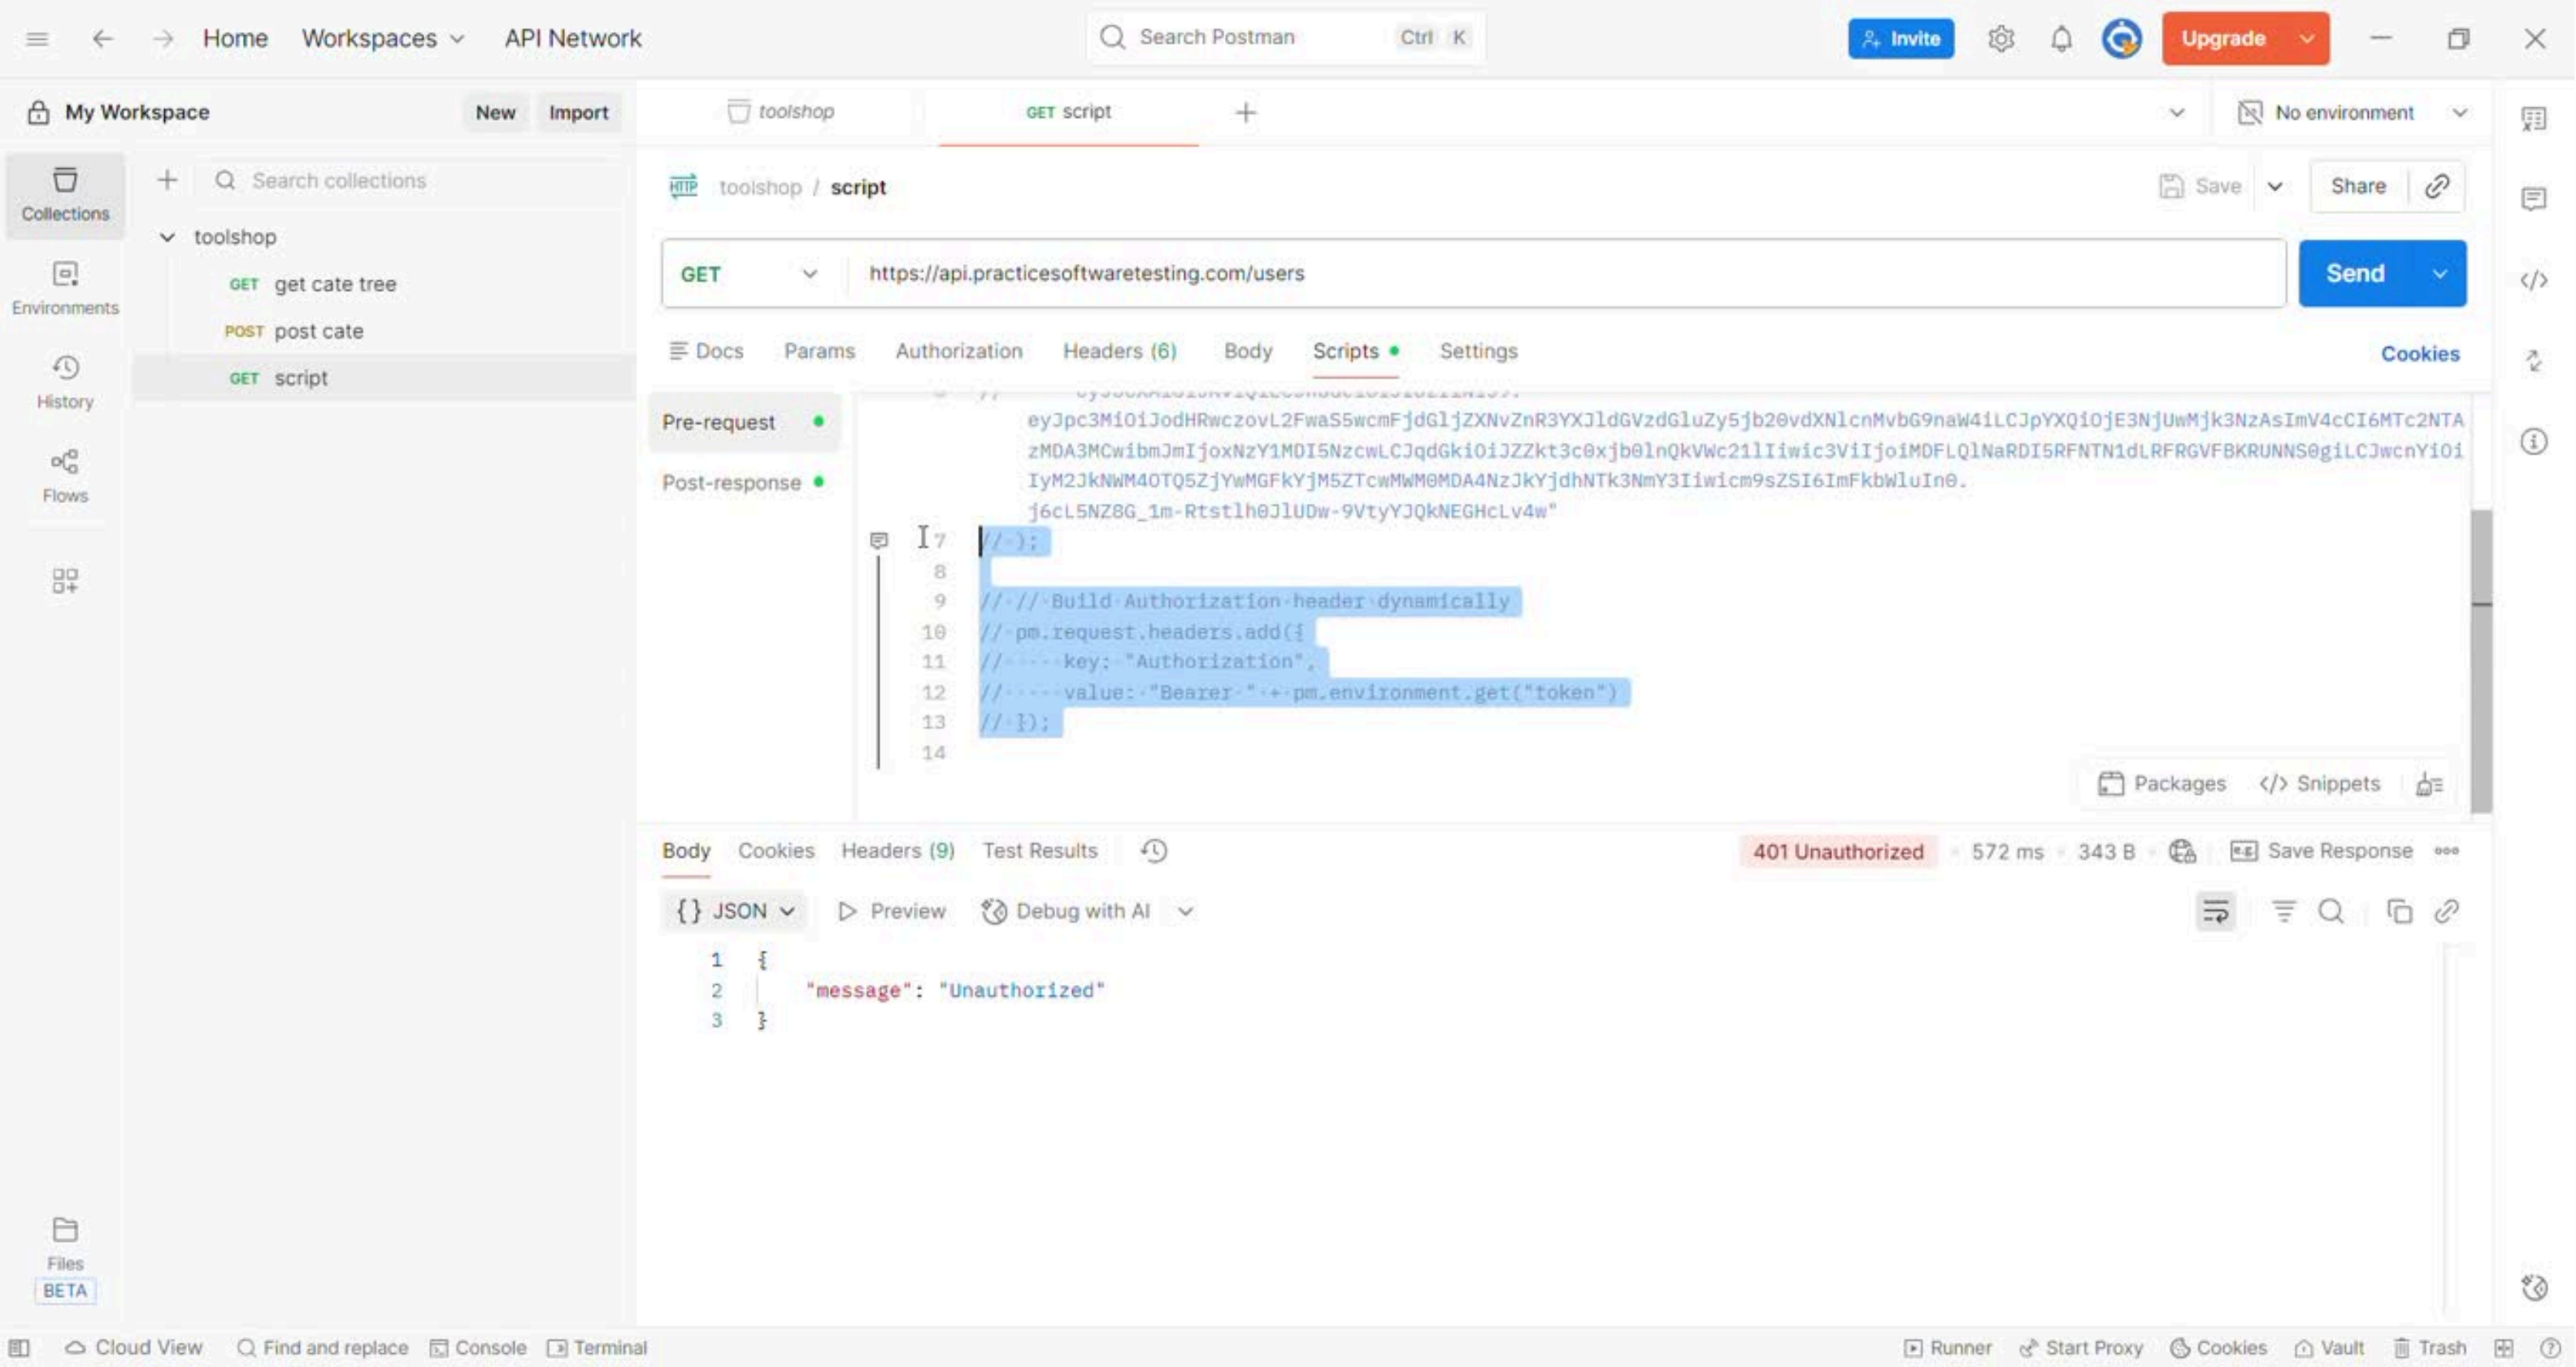 Home Workspaces API Network Search Postman Ctrl K Invite Upgrade
My Workspace New Import toolshop GET script No environment
Collections Search collections
toolshop / script Save Share
toolshop
GET get cate tree
POST post cate
GET script
Environments
History
Flows
GET https://api.practicesoftwaretesting.com/users Send
Docs Params Authorization Headers (6) Body Scripts Settings Cookies
Pre-request
Post-response
j6cL5NZ8G_1m-Rtstlh0JlUDw-9VtyYJQkNEGHcLv4w"
7 // );
8
9 // // Build Authorization header dynamically
10 // pm.request.headers.add({
11 // key: "Authorization",
12 // value: "Bearer " + pm.environment.get("token")
13 // });
14
Packages </> Snippets
Body Cookies Headers (9) Test Results 401 Unauthorized 572 ms 343 B Save Response
{} JSON Preview Debug with AI
1 {
2 "message": "Unauthorized"
3 }
Files
BETA
Cloud View Find and replace Console Terminal Runner Start Proxy Cookies Vault Trash